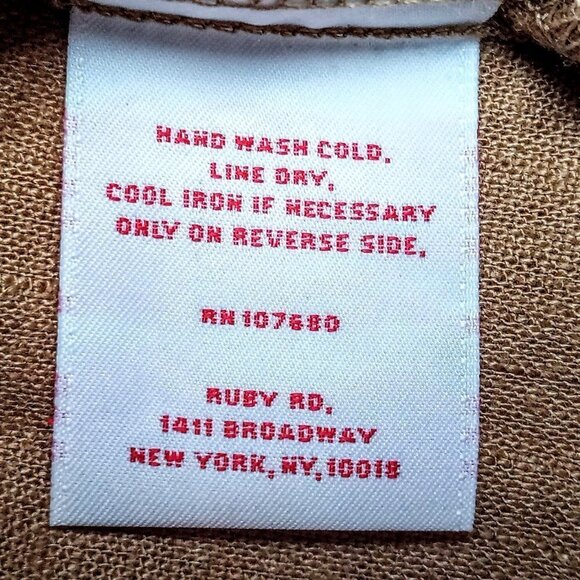 HAND WASH COLD.
LINE DRY.
COOL IRON IF NECESSARY
ONLY ON REVERSE SIDE.
RN 107680
RUBY RD.
1411 BROADWAY
NEW YORK, NY, 10018